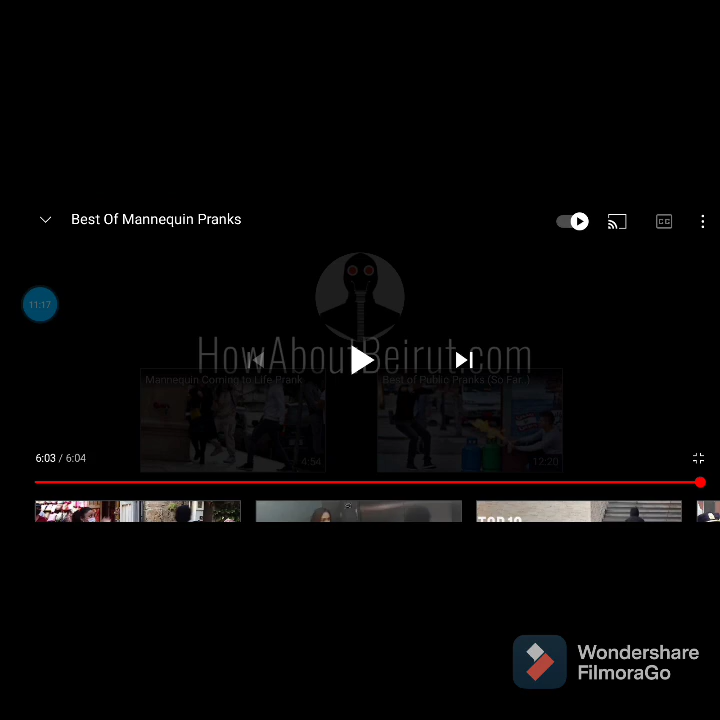 Best Of Mannequin Pranks
CC
11:17
HowAboutBeirut.com
Mannequin Coming to Life Prank
Best of Public Pranks (So Far..)
4:54
12:20
6:03 / 6:04
TOP 10
Wondershare
FilmoraGo